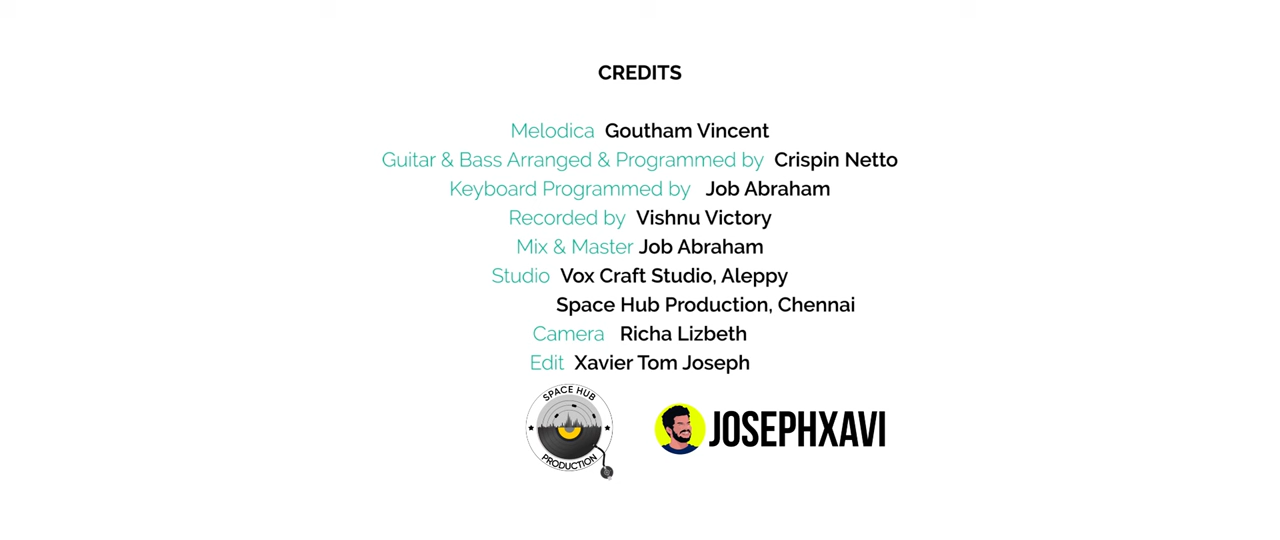 CREDITS
Melodica Goutham Vincent
Guitar & Bass Arranged & Programmed by Crispin Netto
Keyboard Programmed by Job Abraham
Recorded by Vishnu Victory
Mix & Master Job Abraham
Studio Vox Craft Studio, Aleppy
Space Hub Production, Chennai
Camera Richa Lizbeth
Edit Xavier Tom Joseph
SPACE HUB
PRODUCTION
JOSEPHXAVI